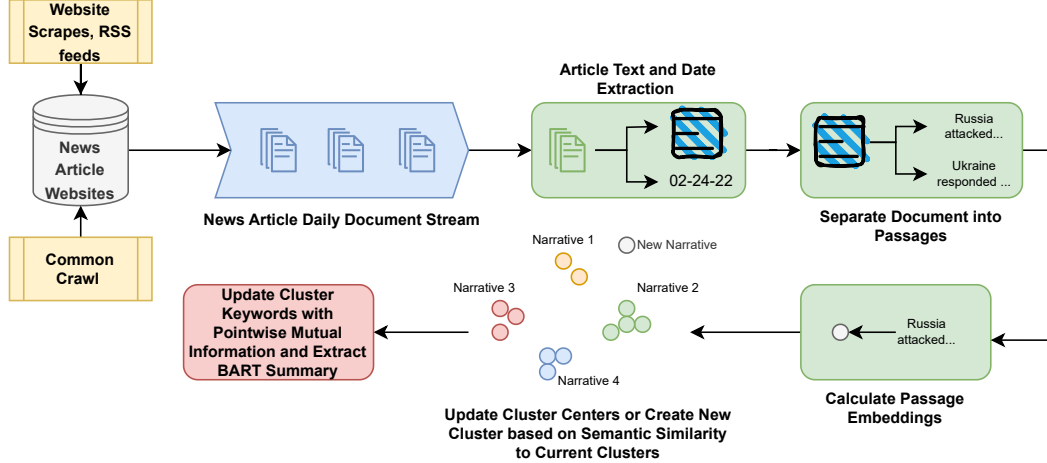 Website
Scrapes, RSS
feeds
News
Article
Websites
Common
Crawl
News Article Daily Document Stream
Article Text and Date
Extraction
02-24-22
Russia
attacked...
Ukraine
responded ...
Separate Document into
Passages
Russia
attacked...
Calculate Passage
Embeddings
Narrative 1
New Narrative
Narrative 3
Narrative 2
Narrative 4
Update Cluster Centers or Create New
Cluster based on Semantic Similarity
to Current Clusters
Update Cluster
Keywords with
Pointwise Mutual
Information and Extract
BART Summary